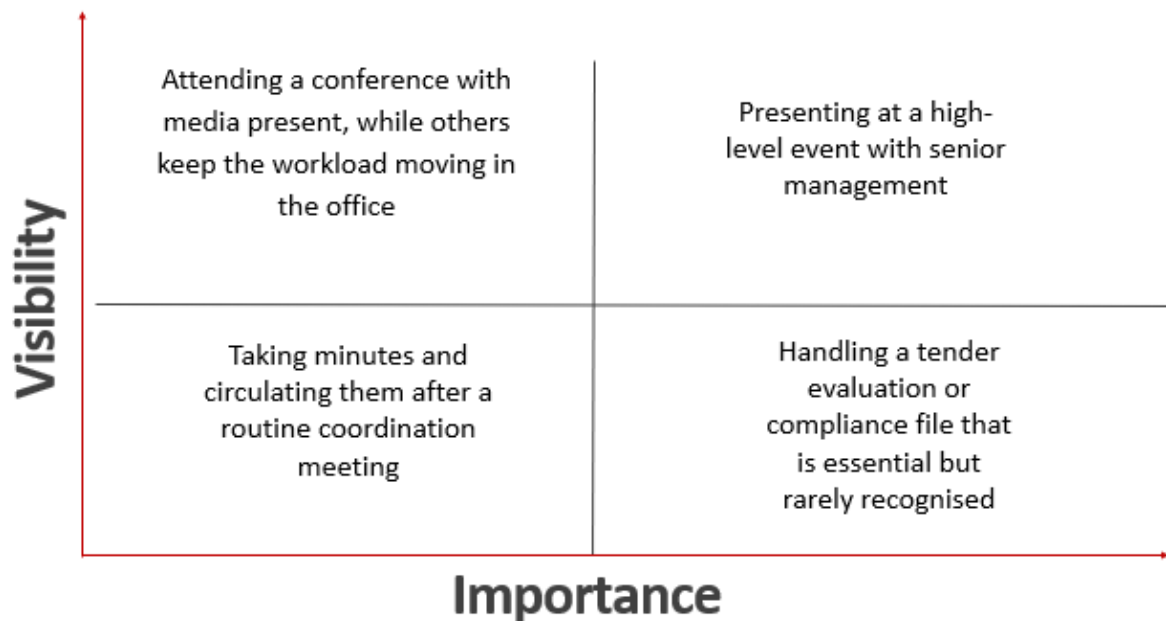 Attending a conference with
media present, while others
keep the workload moving in
the office
Presenting at a high-
level event with senior
management
Visibility
Taking minutes and
circulating them after a
routine coordination
meeting
Handling a tender
evaluation or
compliance file that
is essential but
rarely recognised
Importance